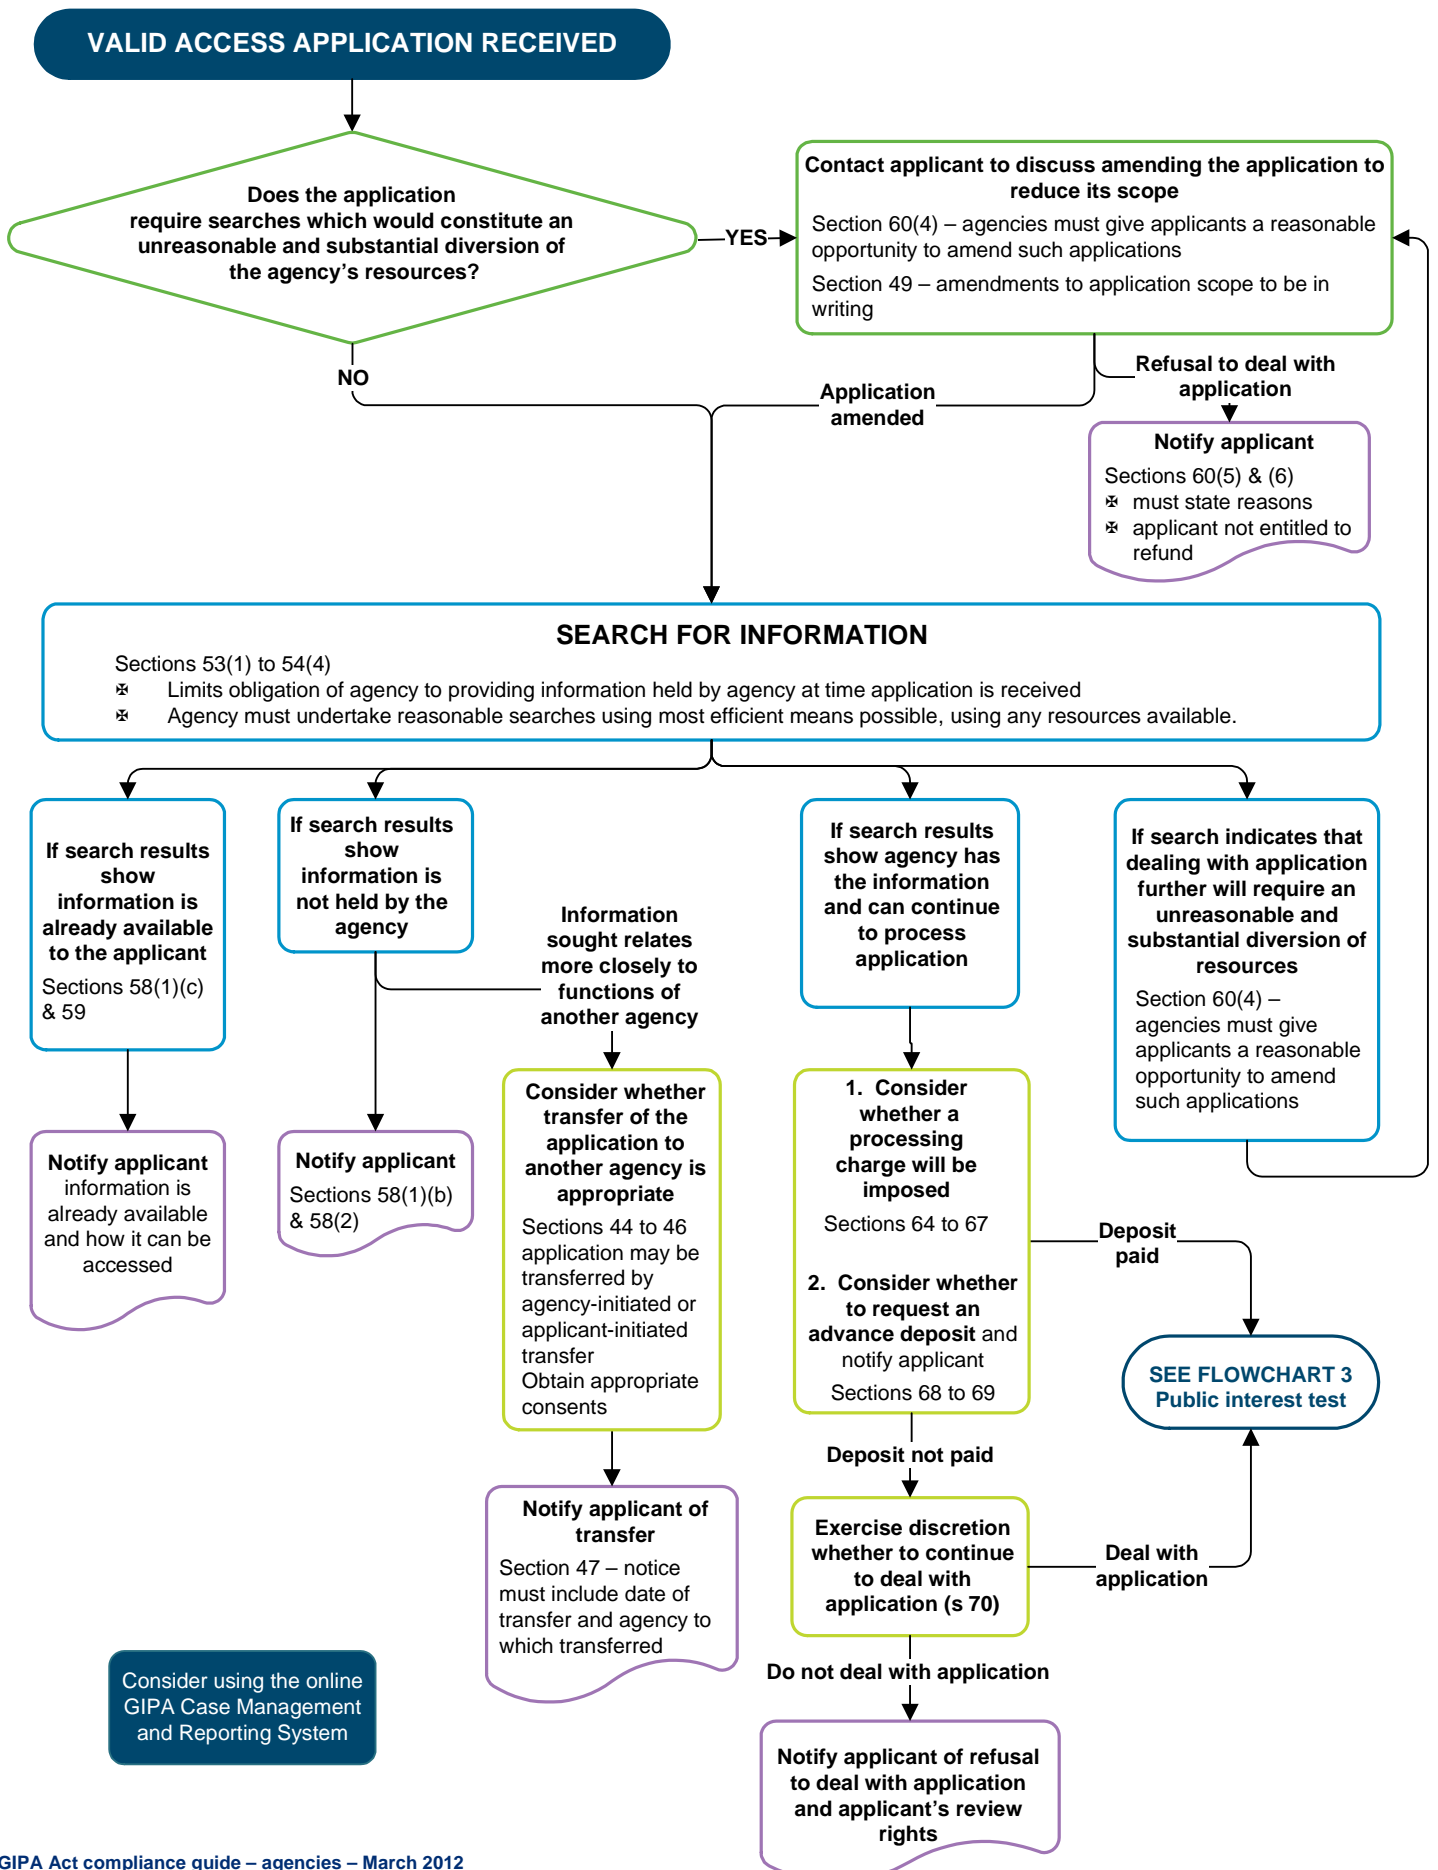 VALID ACCESS APPLICATION RECEIVED
Does the application
require searches which would constitute an
unreasonable and substantial diversion of
the agency's resources?
YES
Contact applicant to discuss amending the application to
reduce its scope
Section 60(4) – agencies must give applicants a reasonable
opportunity to amend such applications
Section 49 – amendments to application scope to be in
writing
NO
Application
amended
Refusal to deal with
application
Notify applicant
Sections 60(5) & (6)
✠ must state reasons
✠ applicant not entitled to
refund
SEARCH FOR INFORMATION
Sections 53(1) to 54(4)
✠ Limits obligation of agency to providing information held by agency at time application is received
✠ Agency must undertake reasonable searches using most efficient means possible, using any resources available.
If search results
show
information is
already available
to the applicant
Sections 58(1)(c)
& 59
If search results
show
information is
not held by the
agency
Information
sought relates
more closely to
functions of
another agency
If search results
show agency has
the information
and can continue
to process
application
If search indicates that
dealing with application
further will require an
unreasonable and
substantial diversion of
resources
Section 60(4) –
agencies must give
applicants a reasonable
opportunity to amend
such applications
Notify applicant
information is
already available
and how it can be
accessed
Notify applicant
Sections 58(1)(b)
& 58(2)
Consider whether
transfer of the
application to
another agency is
appropriate
Sections 44 to 46
application may be
transferred by
agency-initiated or
applicant-initiated
transfer
Obtain appropriate
consents
1. Consider
whether a
processing
charge will be
imposed
Sections 64 to 67
2. Consider whether
to request an
advance deposit and
notify applicant
Sections 68 to 69
Deposit
paid
SEE FLOWCHART 3
Public interest test
Deposit not paid
Notify applicant of
transfer
Section 47 – notice
must include date of
transfer and agency to
which transferred
Exercise discretion
whether to continue
to deal with
application (s 70)
Deal with
application
Do not deal with application
Consider using the online
GIPA Case Management
and Reporting System
Notify applicant of refusal
to deal with application
and applicant's review
rights
GIPA Act compliance guide – agencies – March 2012